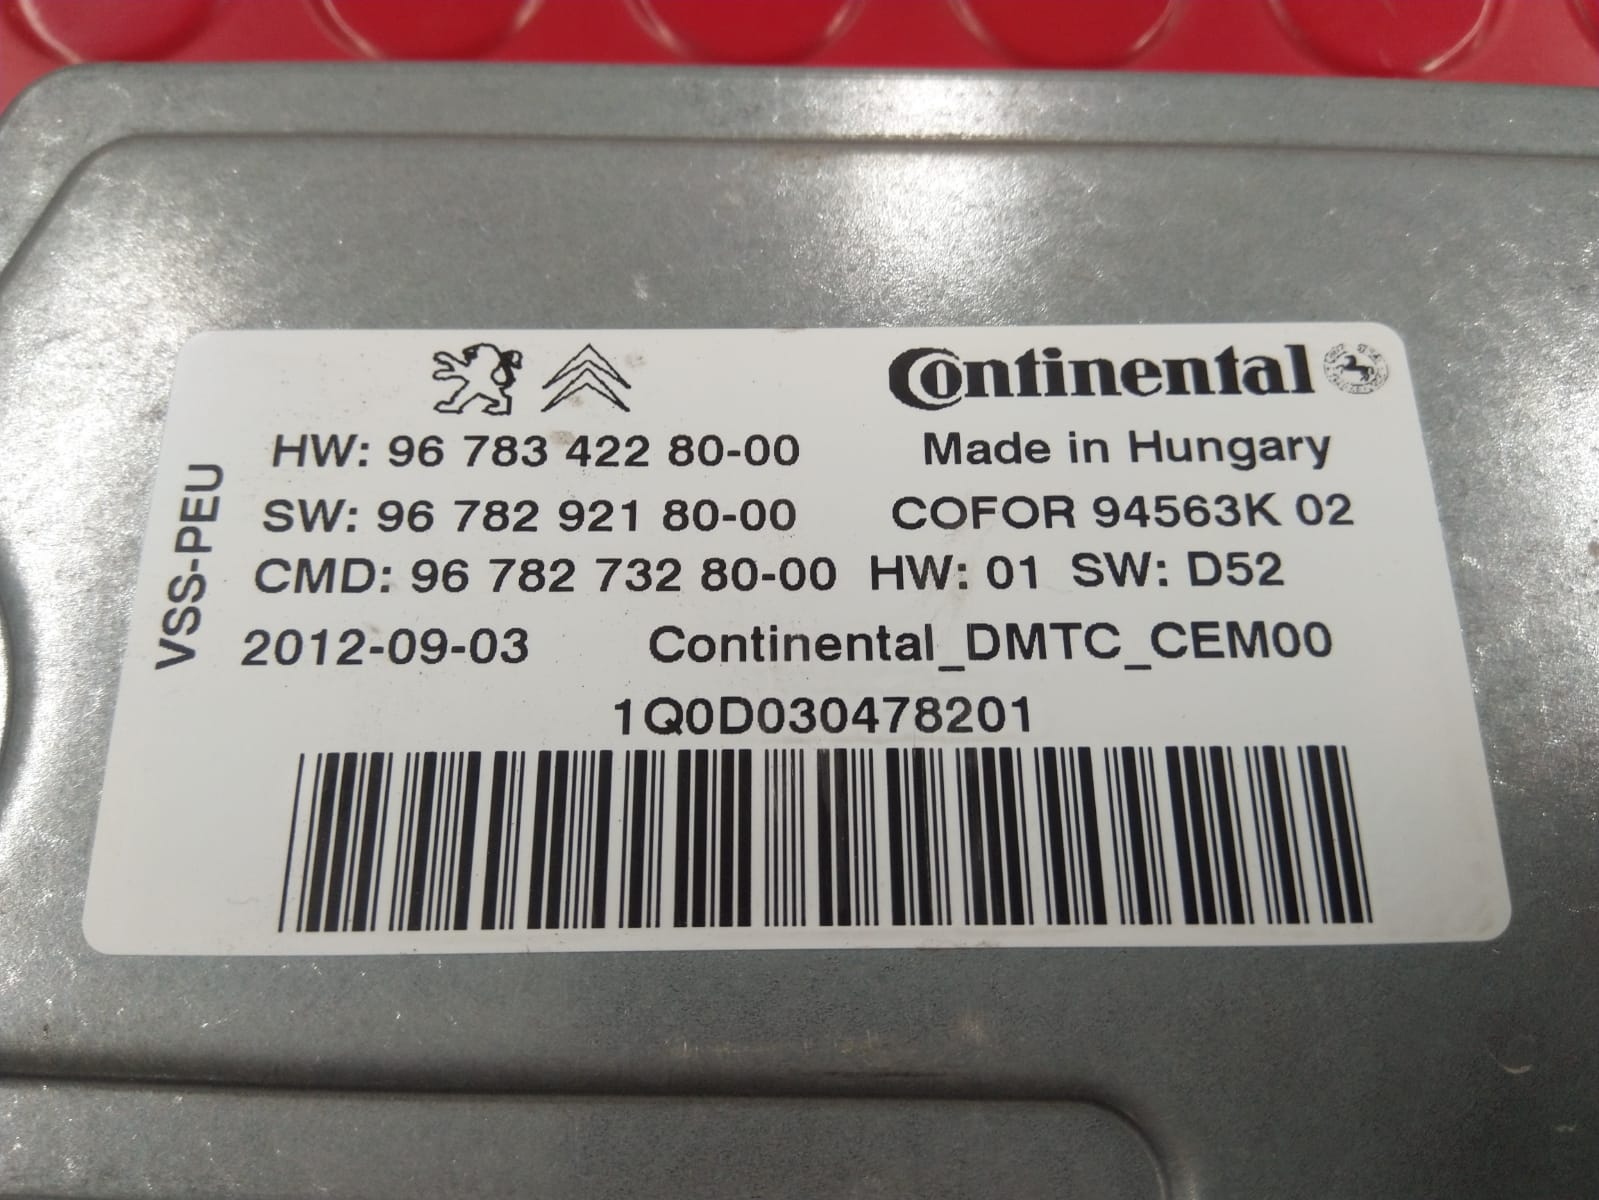 Continental
HW: 96 783 422 80-00 Made in Hungary
SW: 96 782 921 80-00 COFOR 94563K 02
CMD: 96 782 732 80-00 HW: 01 SW: D52
2012-09-03 Continental_DMTC_CEM00
1Q0D030478201
VSS-PEU